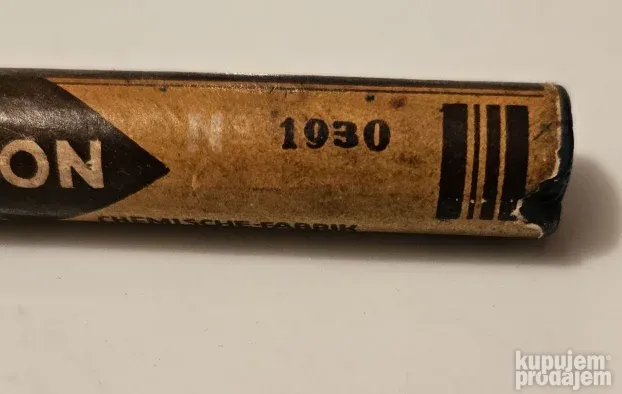 ON
H 1930
CHEMISCHE-FABRIK
kupujem
prodajem